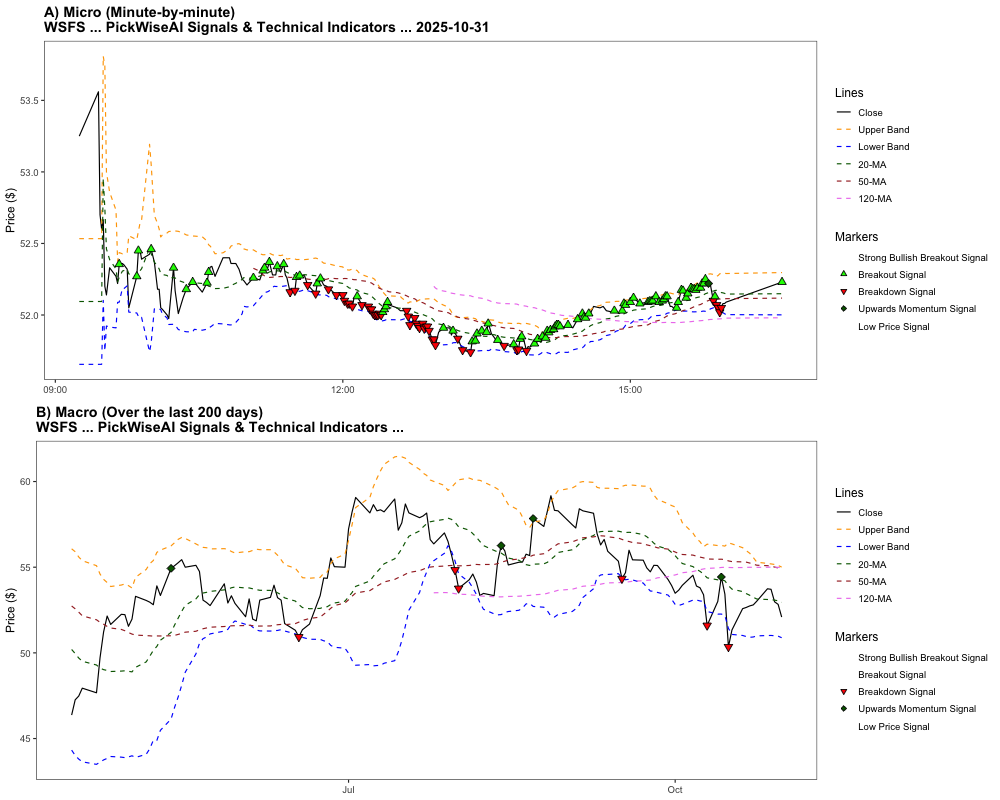 A) Micro (Minute-by-minute)
WSFS ... PickWiseAI Signals & Technical Indicators ... 2025-10-31
Price ($)
53.5
53.0
52.5
52.0
09:00
12:00
15:00
Lines
Close
Upper Band
Lower Band
20-MA
50-MA
120-MA
Markers
Strong Bullish Breakout Signal
Breakout Signal
Breakdown Signal
Upwards Momentum Signal
Low Price Signal
B) Macro (Over the last 200 days)
WSFS ... PickWiseAI Signals & Technical Indicators ...
Price ($)
60
55
50
45
Jul
Oct
Lines
Close
Upper Band
Lower Band
20-MA
50-MA
120-MA
Markers
Strong Bullish Breakout Signal
Breakout Signal
Breakdown Signal
Upwards Momentum Signal
Low Price Signal